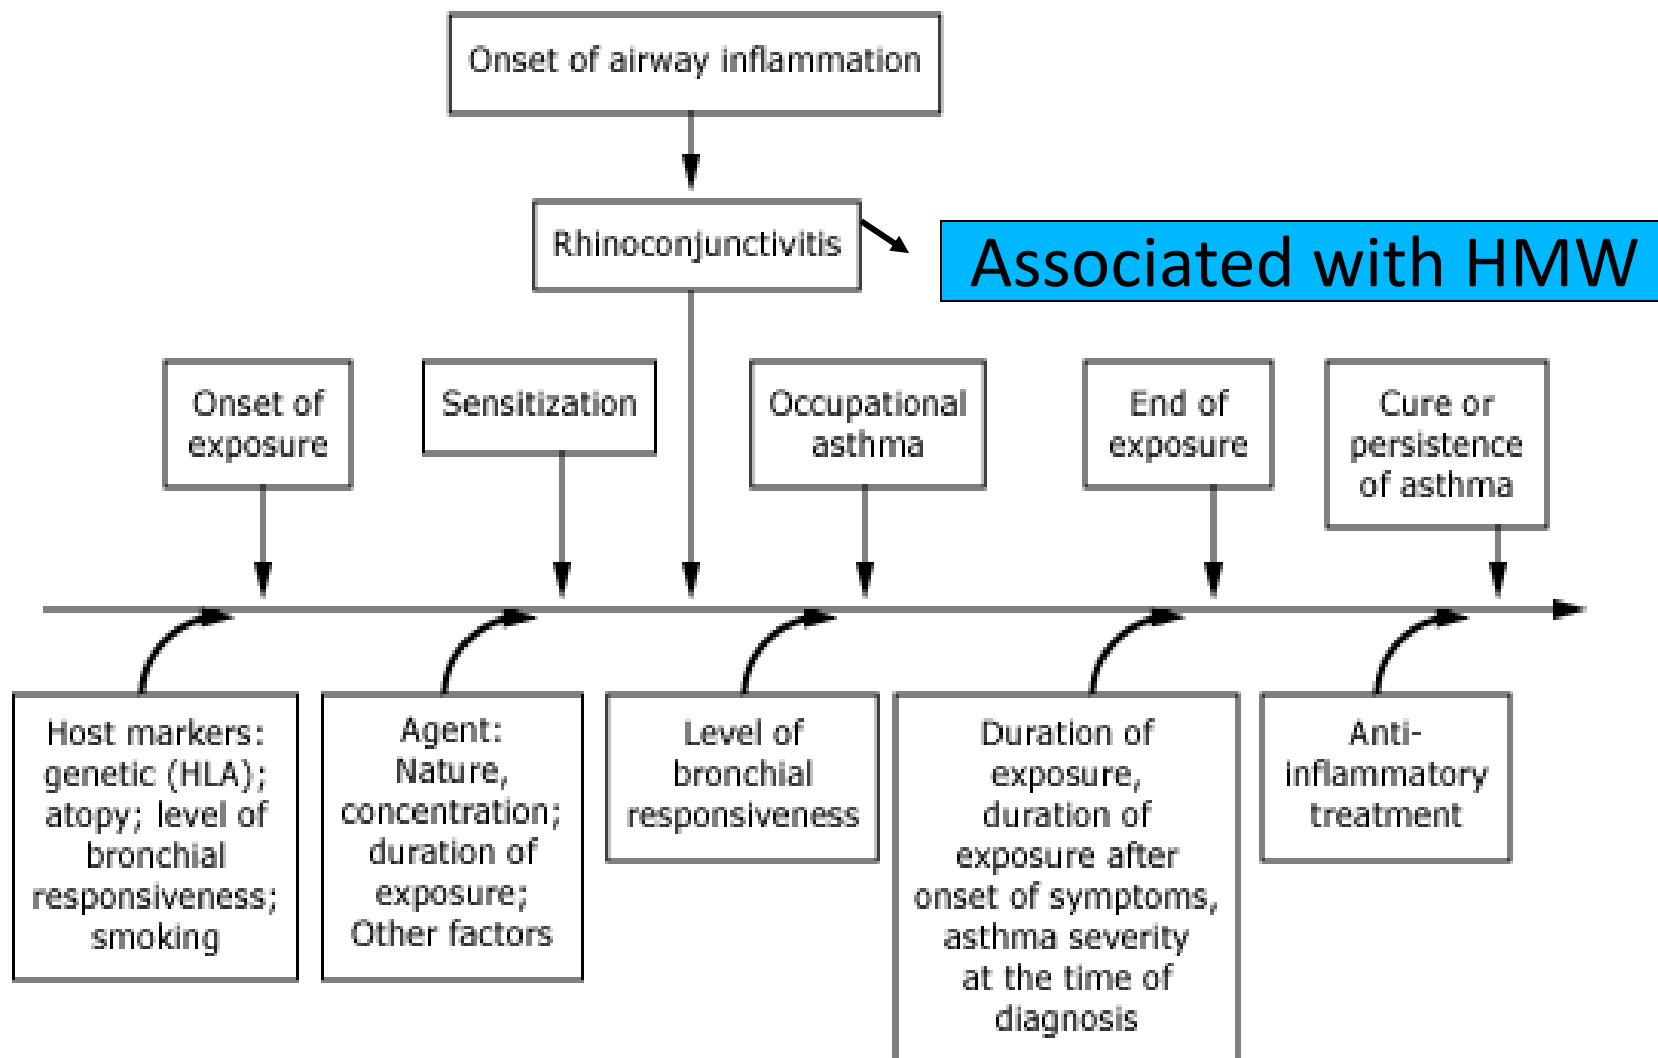 Onset of airway inflammation
Rhinoconjunctivitis
Associated with HMW
Onset of
exposure
Sensitization
Occupational
asthma
End of
exposure
Cure or
persistence
of asthma
Host markers:
genetic (HLA);
atopy; level of
bronchial
responsiveness;
smoking
Agent:
Nature,
concentration;
duration of
exposure;
Other factors
Level of
bronchial
responsiveness
Duration of
exposure,
duration of
exposure after
onset of symptoms,
asthma severity
at the time of
diagnosis
Anti-
inflammatory
treatment